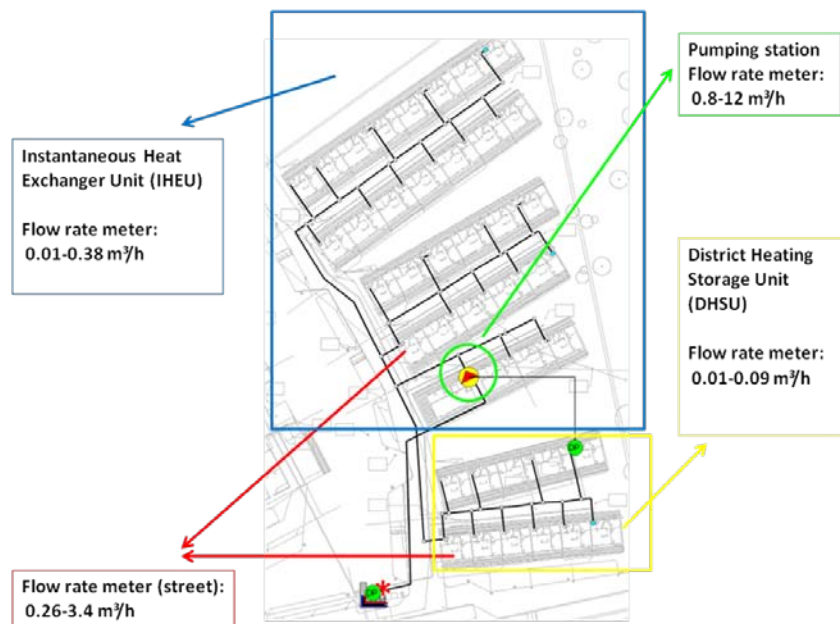 Pumping station
Flow rate meter:
0.8-12 m³/h
Instantaneous Heat
Exchanger Unit (IHEU)
Flow rate meter:
0.01-0.38 m³/h
District Heating
Storage Unit
(DHSU)
Flow rate meter:
0.01-0.09 m³/h
Flow rate meter (street):
0.26-3.4 m³/h
DP
DP